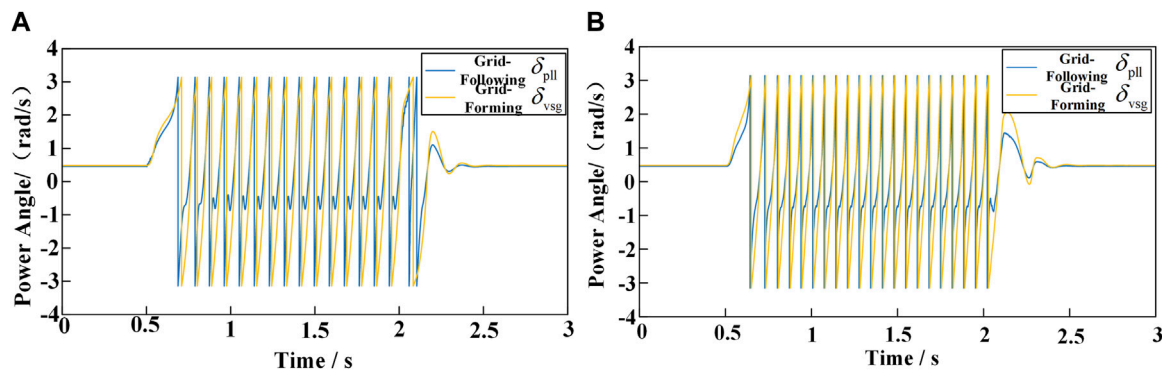 A
4
3
2
1
0
-1
-2
-3
-4
Power Angle/（rad/s）
Grid-Following δpll
Grid-Forming δvsg
0 0.5 1 1.5 2 2.5 3
Time / s
B
4
3
2
1
0
-1
-2
-3
-4
Power Angle/（rad/s）
Grid-Following δpll
Grid-Forming δvsg
0 0.5 1 1.5 2 2.5 3
Time / s